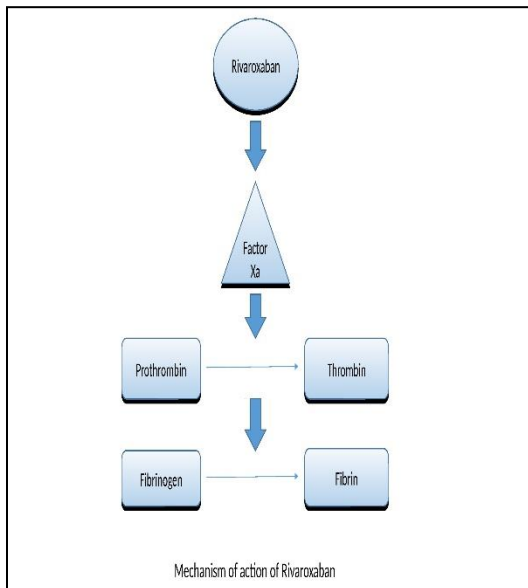 Rivaroxaban
Factor
Xa
Prothrombin
Thrombin
Fibrinogen
Fibrin
Mechanism of action of Rivaroxaban